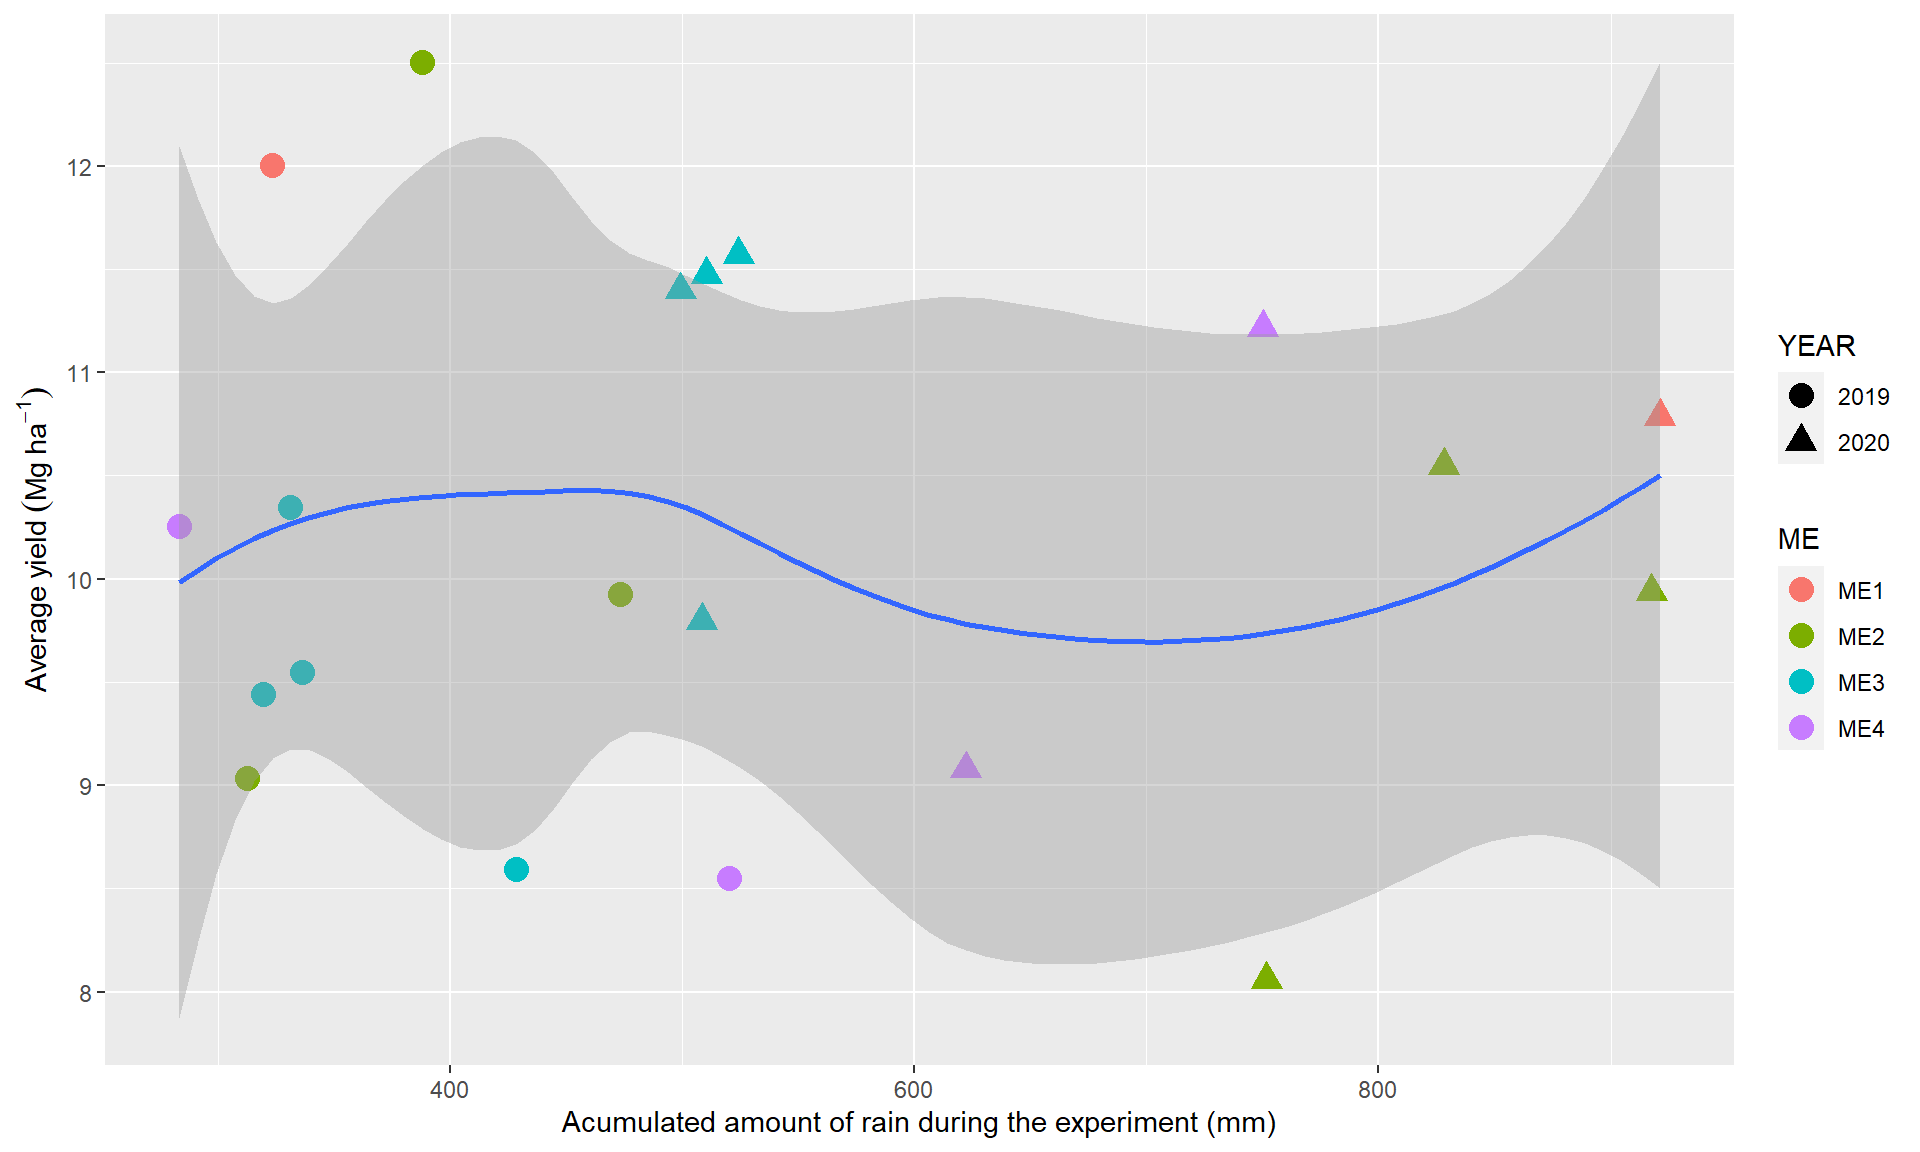 Average yield (Mg ha⁻¹)
12
11
10
9
8
400 600 800
Acumulated amount of rain during the experiment (mm)
YEAR
2019
2020
ME
ME1
ME2
ME3
ME4